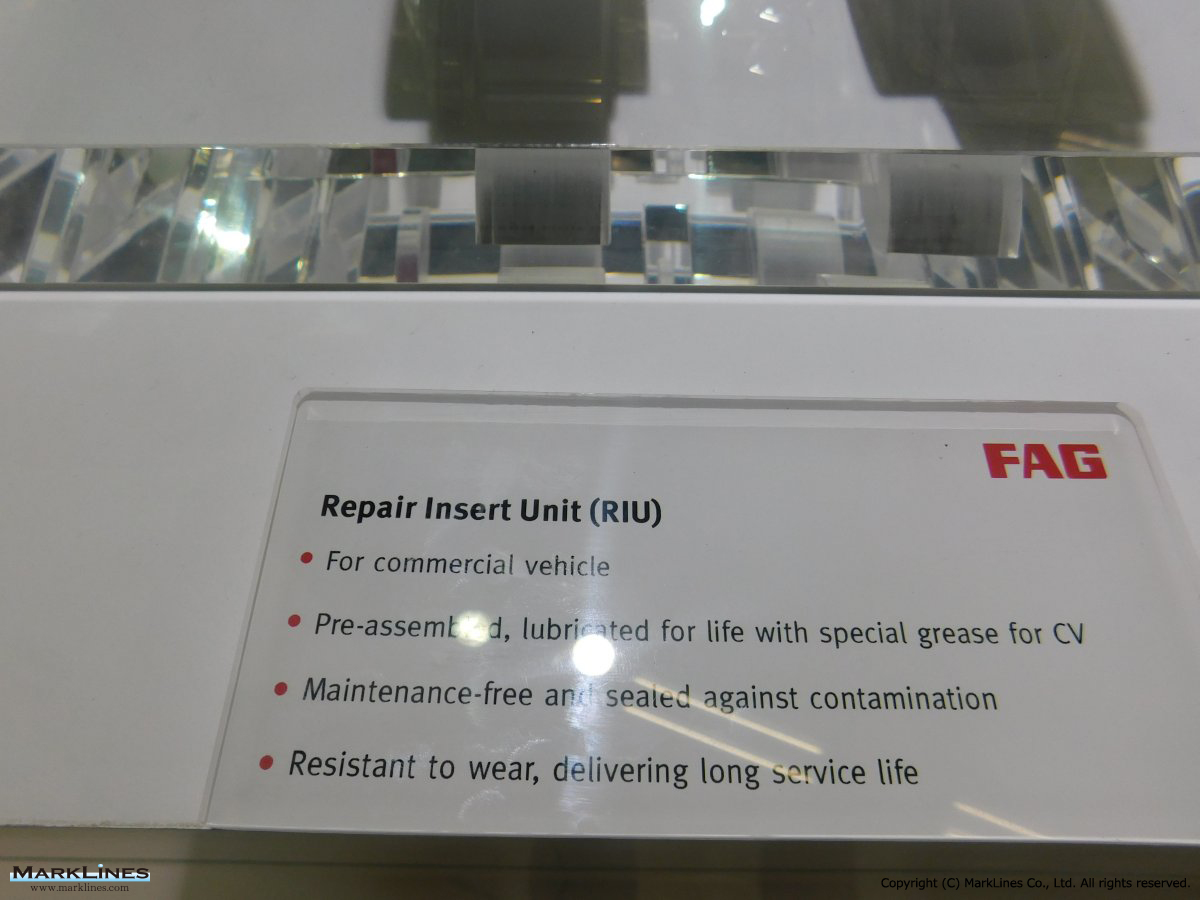 FAG
Repair Insert Unit (RIU)
• For commercial vehicle
• Pre-assembled, lubricated for life with special grease for CV
• Maintenance-free and sealed against contamination
• Resistant to wear, delivering long service life
MARKLINES
www.marklines.com
Copyright (C) MarkLines Co., Ltd. All rights reserved.